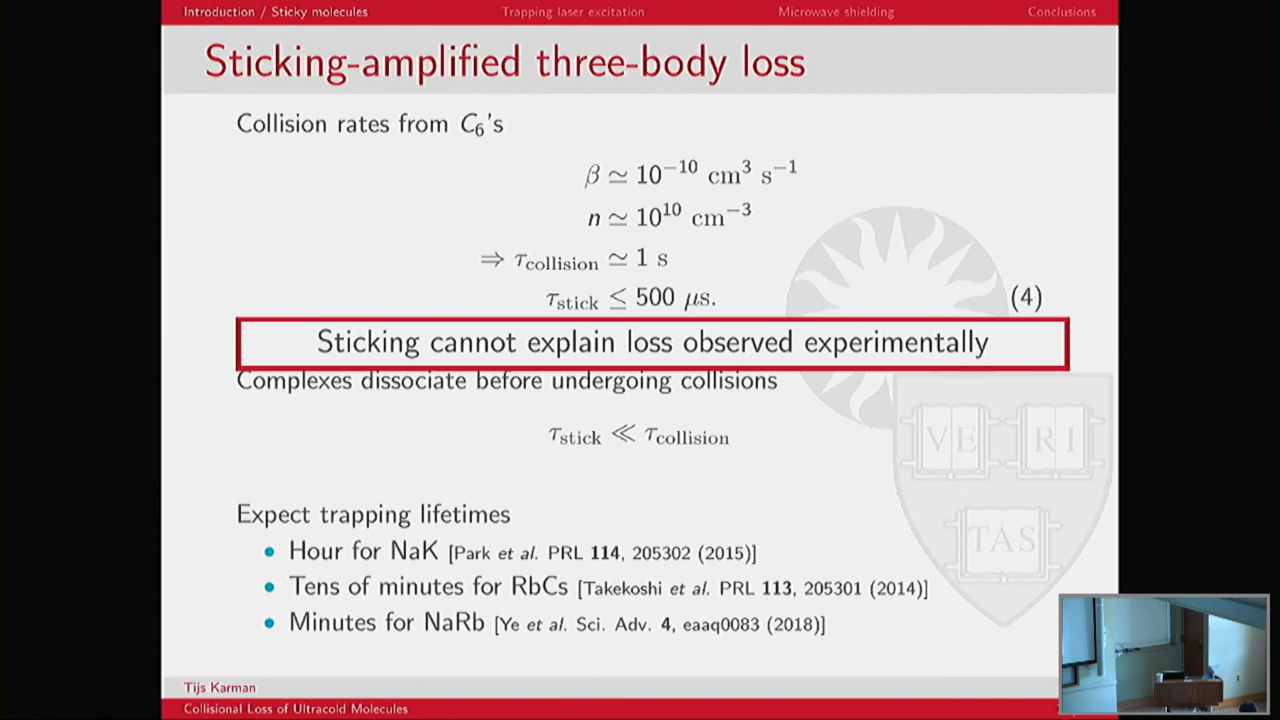 Introduction / Sticky molecules Trapping laser excitation Microwave shielding Conclusions
Sticking-amplified three-body loss
Collision rates from C₆'s
β ≃ 10⁻¹⁰ cm³ s⁻¹
n ≃ 10¹⁰ cm⁻³
⇒ τcollision ≃ 1 s
τstick ≤ 500 μs. (4)
Sticking cannot explain loss observed experimentally
Complexes dissociate before undergoing collisions
τstick ≪ τcollision
VE RI
TAS
Expect trapping lifetimes
• Hour for NaK [Park et al. PRL 114, 205302 (2015)]
• Tens of minutes for RbCs [Takekoshi et al. PRL 113, 205301 (2014)]
• Minutes for NaRb [Ye et al. Sci. Adv. 4, eaaq0083 (2018)]
Tijs Karman
Collisional Loss of Ultracold Molecules